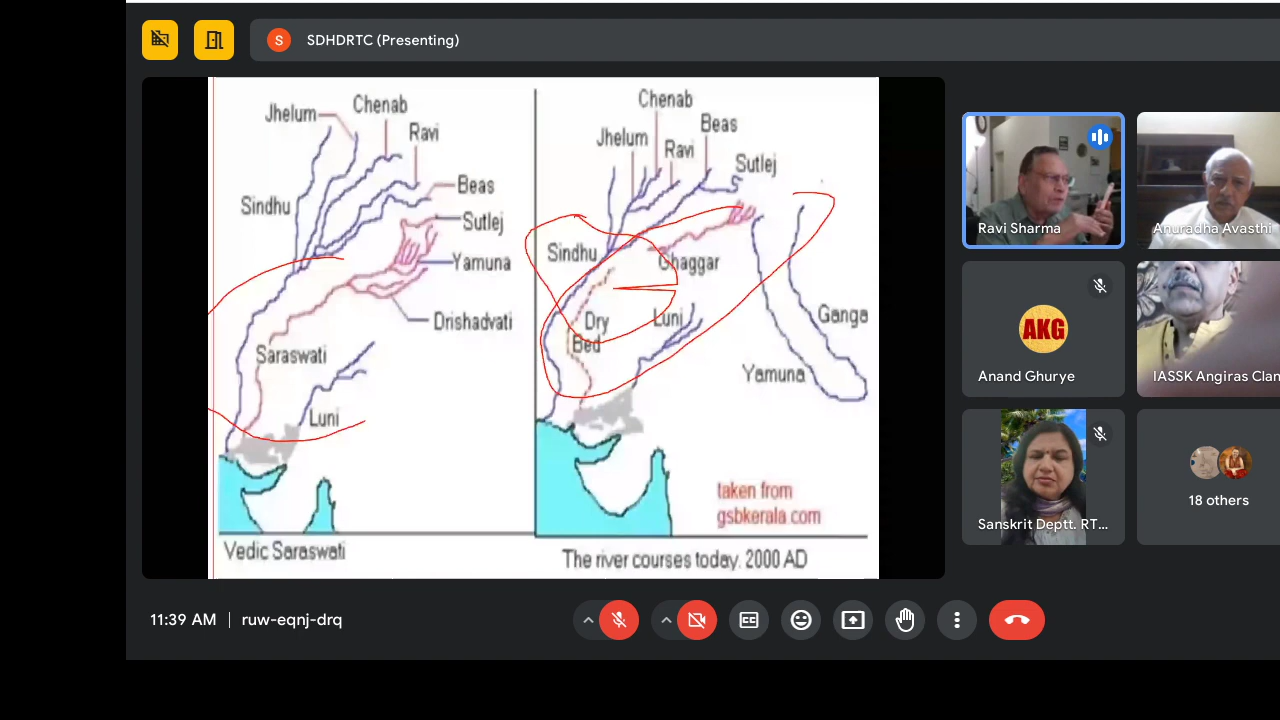 S SDHDRTC (Presenting)
Jhelum
Chenab
Ravi
Beas
Sindhu
Sutlej
Yamuna
Drishadvati
Saraswati
Luni
Vedic Saraswati
Chenab
Beas
Jhelum
Ravi
Sutlej
Sindhu
Ghaggar
Dry
Bed
Luni
Ganga
Yamuna
taken from
gsbkerala.com
The river courses today. 2000 AD
Ravi Sharma
Anuradha Avasthi
AKG
Anand Ghurye
IASSK Angiras Clan
Sanskrit Deptt. RT...
18 others
11:39 AM | ruw-eqnj-drq
CC